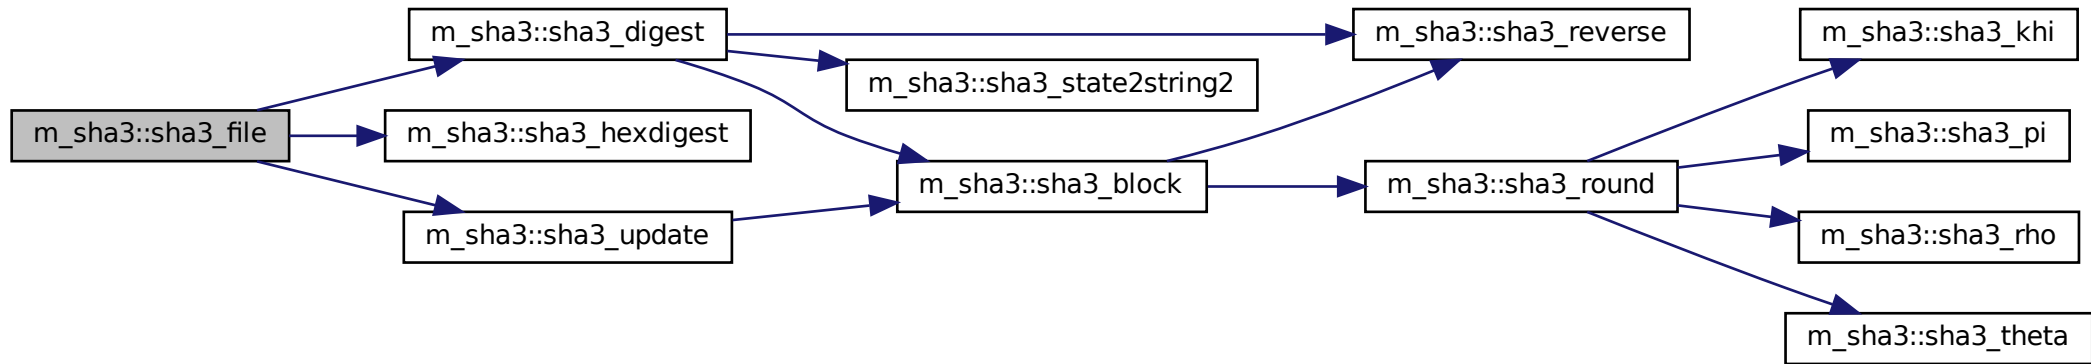 m_sha3::sha3_file
m_sha3::sha3_digest
m_sha3::sha3_hexdigest
m_sha3::sha3_update
m_sha3::sha3_state2string2
m_sha3::sha3_block
m_sha3::sha3_reverse
m_sha3::sha3_round
m_sha3::sha3_khi
m_sha3::sha3_pi
m_sha3::sha3_rho
m_sha3::sha3_theta